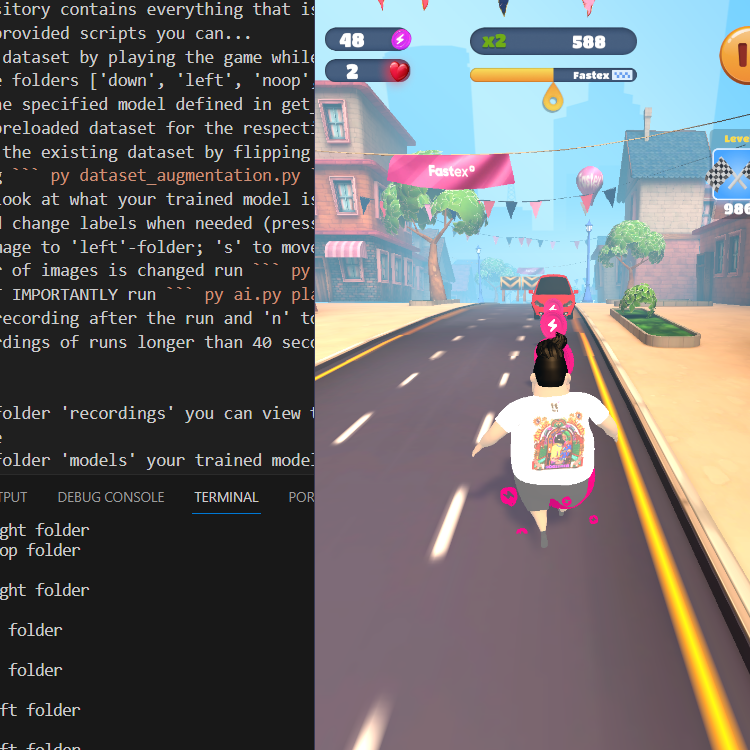 sitory contains everything that is
provided scripts you can...
dataset by playing the game while
e folders ['down', 'left', 'noop',
he specified model defined in get
preloaded dataset for the respecti
the existing dataset by flipping
g ``` py dataset_augmentation.py `
look at what your trained model is
d change labels when needed (press
mage to 'left'-folder; 's' to move
r of images is changed run ``` py
T IMPORTANTLY run ``` py ai.py pla
recording after the run and 'n' to
rdings of runs longer than 40 seco
folder 'recordings' you can view t
e
folder 'models' your trained model
TPUT DEBUG CONSOLE TERMINAL POR
ght folder
op folder
ght folder
folder
folder
ft folder
ft folder
48
x2 588
2
Fastex
Fastex
Level
986